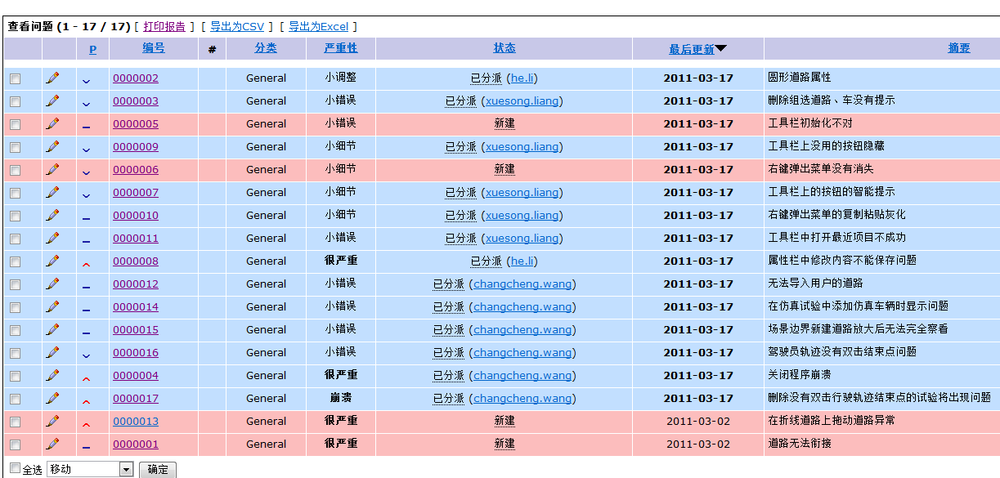 查看问题 (1 - 17 / 17) [ 打印报告 ] [ 导出为CSV ] [ 导出为Excel ]
P 编号 # 分类 严重性 状态 最后更新 摘要
0000002 General 小调整 已分派 (he.li) 2011-03-17 圆形道路属性
0000003 General 小错误 已分派 (xuesong.liang) 2011-03-17 删除组选道路、车没有提示
0000005 General 小错误 新建 2011-03-17 工具栏初始化不对
0000009 General 小细节 已分派 (xuesong.liang) 2011-03-17 工具栏上没用的按钮隐藏
0000006 General 小细节 新建 2011-03-17 右键弹出菜单没有消失
0000007 General 小细节 已分派 (xuesong.liang) 2011-03-17 工具栏上的按钮的智能提示
0000010 General 小细节 已分派 (xuesong.liang) 2011-03-17 右键弹出菜单的复制粘贴灰化
0000011 General 小错误 已分派 (xuesong.liang) 2011-03-17 工具栏中打开最近项目不成功
0000008 General 很严重 已分派 (he.li) 2011-03-17 属性栏中修改内容不能保存问题
0000012 General 小错误 已分派 (changcheng.wang) 2011-03-17 无法导入用户的道路
0000014 General 小错误 已分派 (changcheng.wang) 2011-03-17 在仿真试验中添加仿真车辆时显示问题
0000015 General 小错误 已分派 (changcheng.wang) 2011-03-17 场景边界新建道路放大后无法完全察看
0000016 General 小错误 已分派 (changcheng.wang) 2011-03-17 驾驶员轨迹没有双击结束点问题
0000004 General 很严重 已分派 (changcheng.wang) 2011-03-17 关闭程序崩溃
0000017 General 崩溃 已分派 (changcheng.wang) 2011-03-17 删除没有双击行驶轨迹结束点的试验将出现问题
0000013 General 很严重 新建 2011-03-02 在折线道路上拖动道路异常
0000001 General 很严重 新建 2011-03-02 道路无法衔接
全选 移动 确定